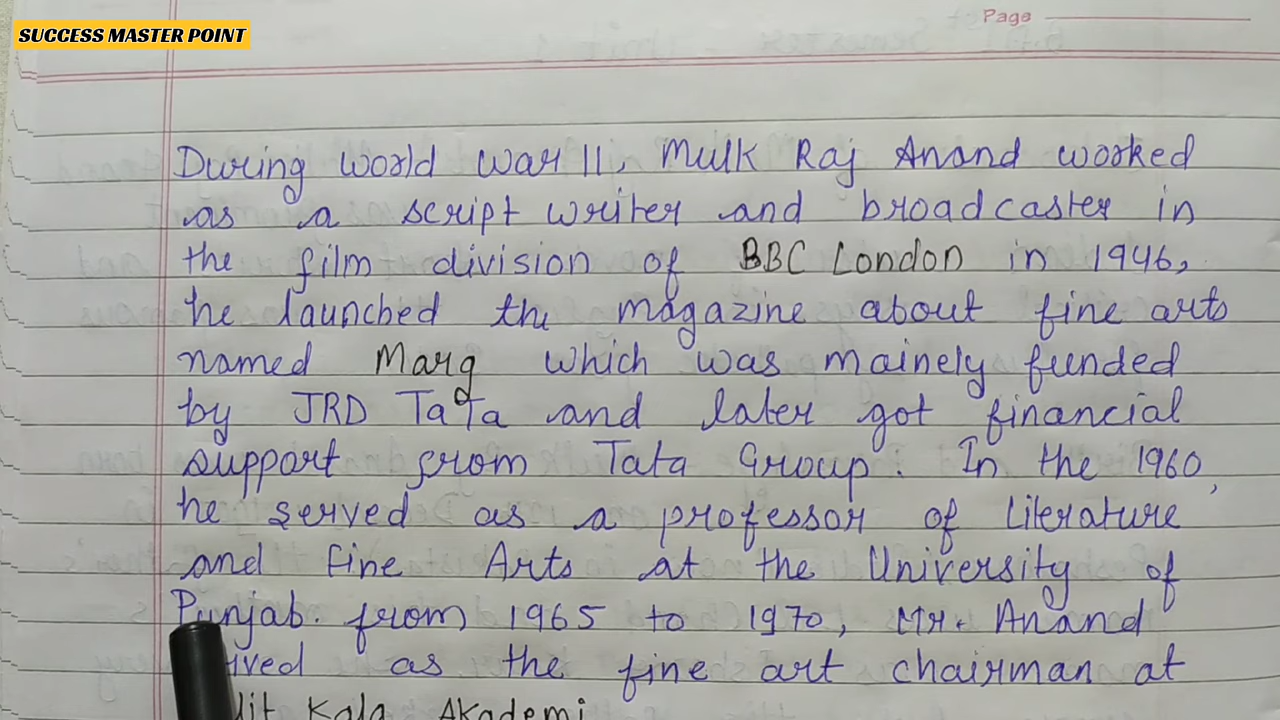 SUCCESS MASTER POINT
Page
During World War II, Mulk Raj Anand worked
as a script writer and broadcaster in
the film division of BBC London in 1946,
he launched the magazine about fine arts
named Marg which was mainely funded
by JRD TaTa and later got financial
support from Tata Group. In the 1960,
he served as a professor of Literature
and Fine Arts at the University of
Punjab. from 1965 to 1970, Mr. Anand
as the fine art chairman at
Kala Akademi